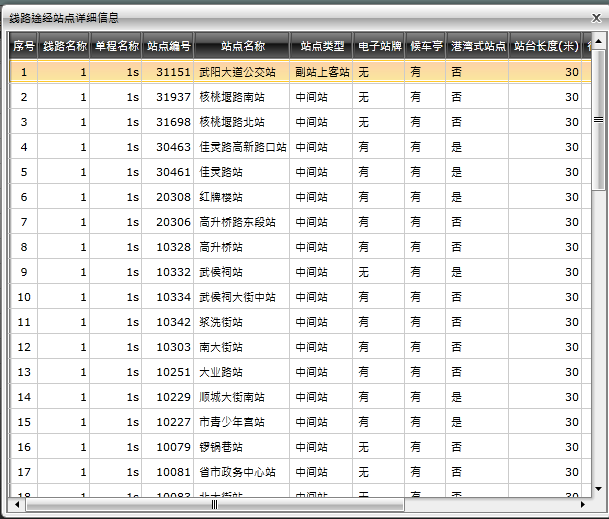 线路途经站点详细信息
序号 线路名称 单程名称 站点编号 站点名称 站点类型 电子站牌 候车亭 港湾式站点 站台长度(米)
1 1 1s 31151 武阳大道公交站 副站上客站 无 有 否 30
2 1 1s 31937 核桃堰路南站 中间站 无 有 否 30
3 1 1s 31698 核桃堰路北站 中间站 无 有 否 30
4 1 1s 30463 佳灵路高新路口站 中间站 有 有 是 30
5 1 1s 30461 佳灵路站 中间站 有 有 是 30
6 1 1s 20308 红牌楼站 中间站 有 有 是 30
7 1 1s 20306 高升桥路东段站 中间站 有 有 否 30
8 1 1s 10328 高升桥站 中间站 有 有 否 30
9 1 1s 10332 武侯祠站 中间站 无 有 是 30
10 1 1s 10334 武侯祠大街中站 中间站 有 有 否 30
11 1 1s 10342 浆洗街站 中间站 有 有 否 30
12 1 1s 10303 南大街站 中间站 有 有 否 30
13 1 1s 10251 大业路站 中间站 有 有 否 30
14 1 1s 10229 顺城大街南站 中间站 有 有 是 30
15 1 1s 10227 市青少年宫站 中间站 有 有 是 30
16 1 1s 10079 锣锅巷站 中间站 无 有 否 30
17 1 1s 10081 省市政务中心站 中间站 无 有 否 30
18 1 1s 10083 北大街站 中间站 无 有 否 30